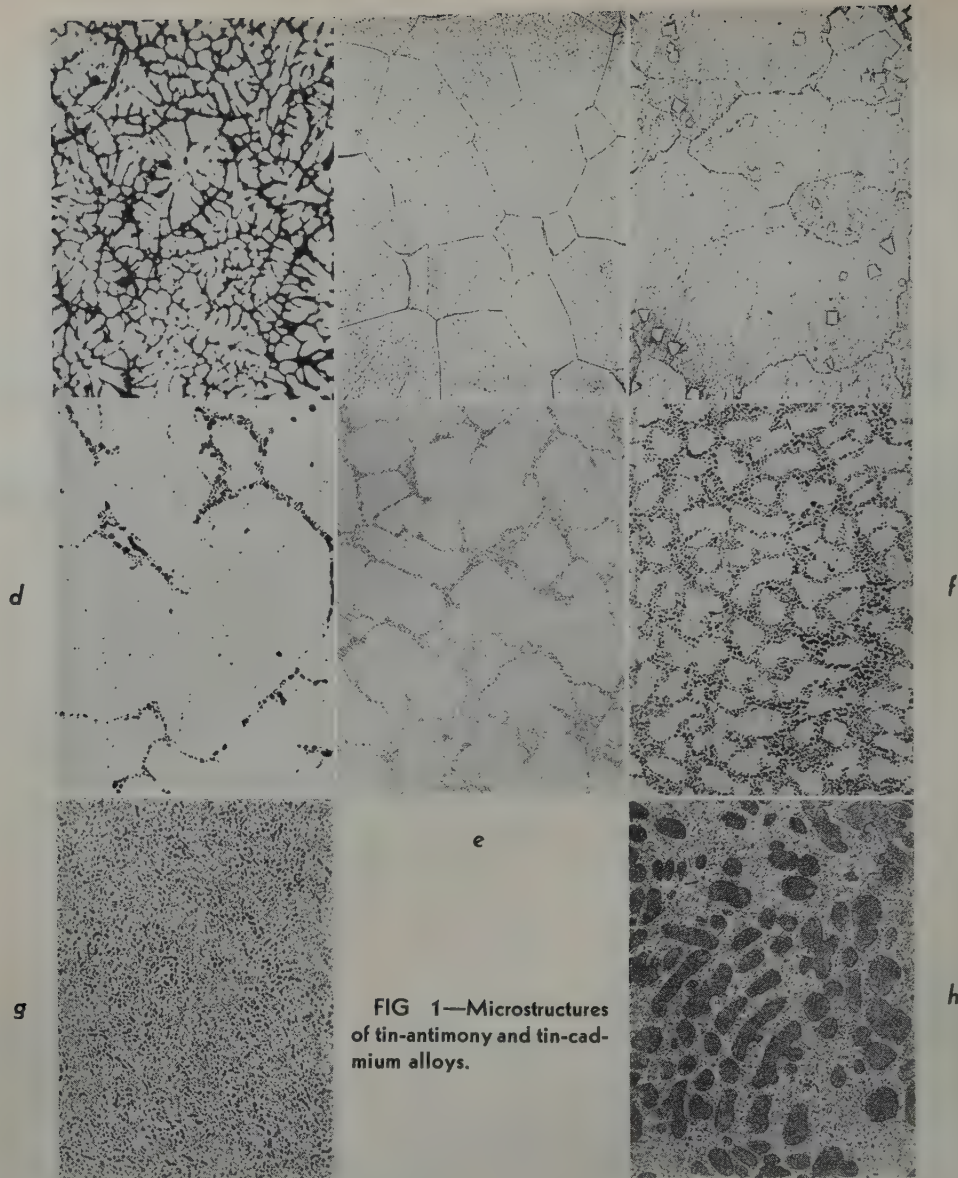 d
f
e
g
h
FIG 1—Microstructures
of tin-antimony and tin-cad-
mium alloys.